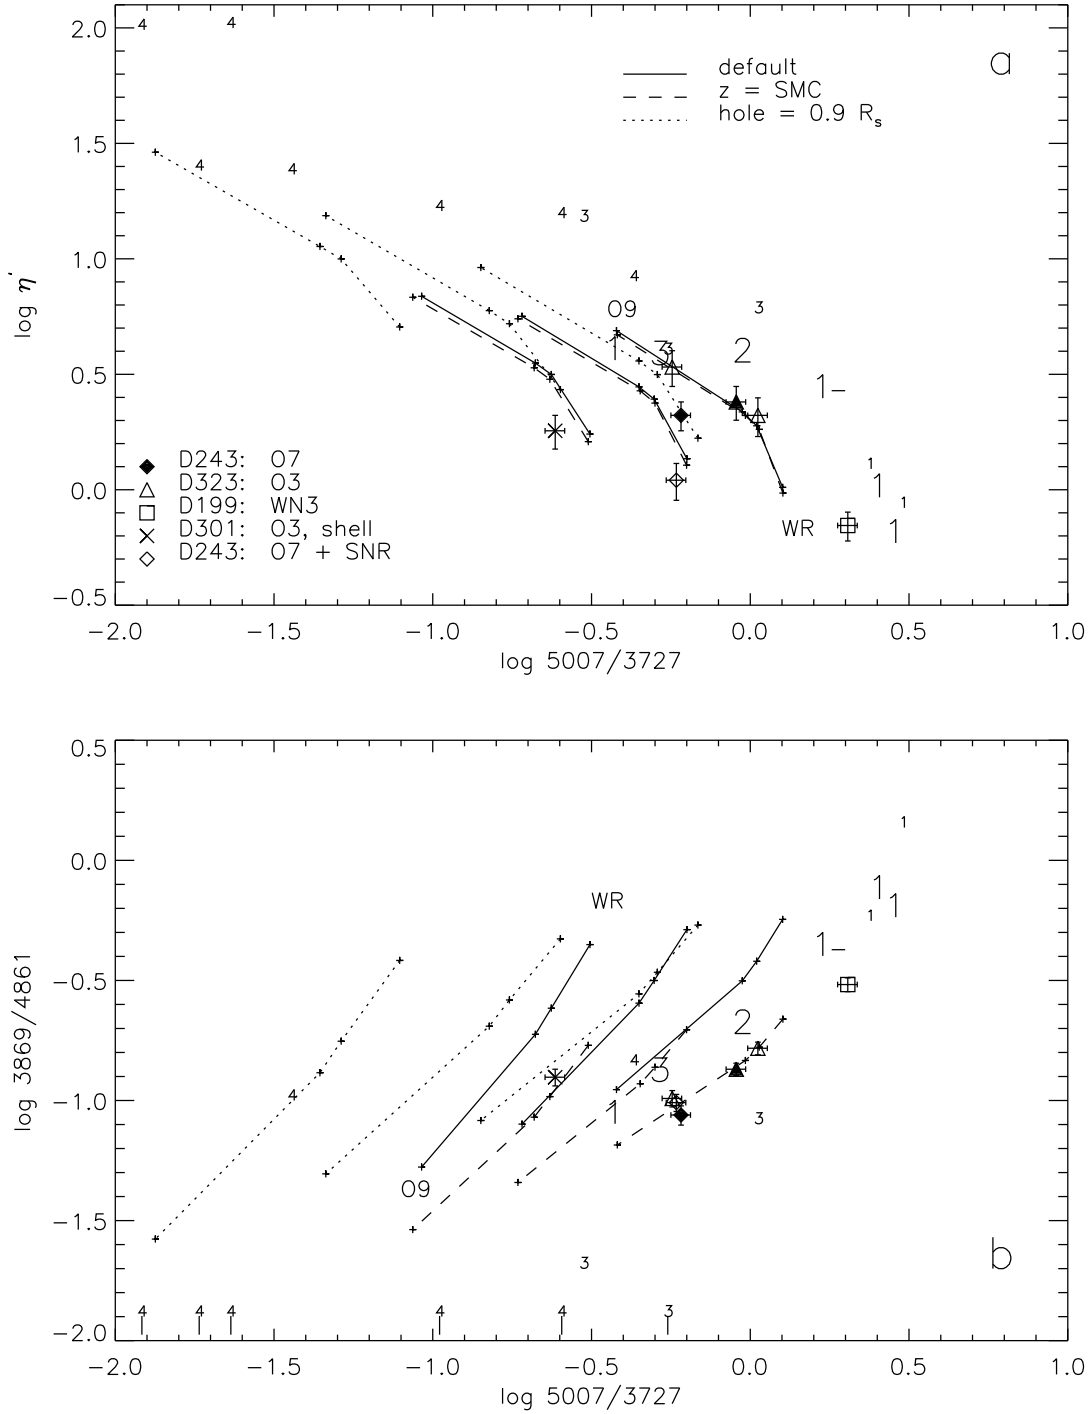 2.0
1.5
1.0
0.5
0.0
−0.5
log η'
4 4
a
default
z = SMC
hole = 0.9 Rs
4 4
4 4 3
4
O9 3
1 3 3 2
1−
1
1
1
1
WR
D243: O7
D323: O3
D199: WN3
D301: O3, shell
D243: O7 + SNR
−2.0 −1.5 −1.0 −0.5 0.0 0.5 1.0
log 5007/3727
0.5
0.0
−0.5
−1.0
−1.5
−2.0
log 3869/4861
1
1
1
1
WR
1−
2
4 3
4 1 3
O9
3
b
4 4 4 4 4 3
−2.0 −1.5 −1.0 −0.5 0.0 0.5 1.0
log 5007/3727